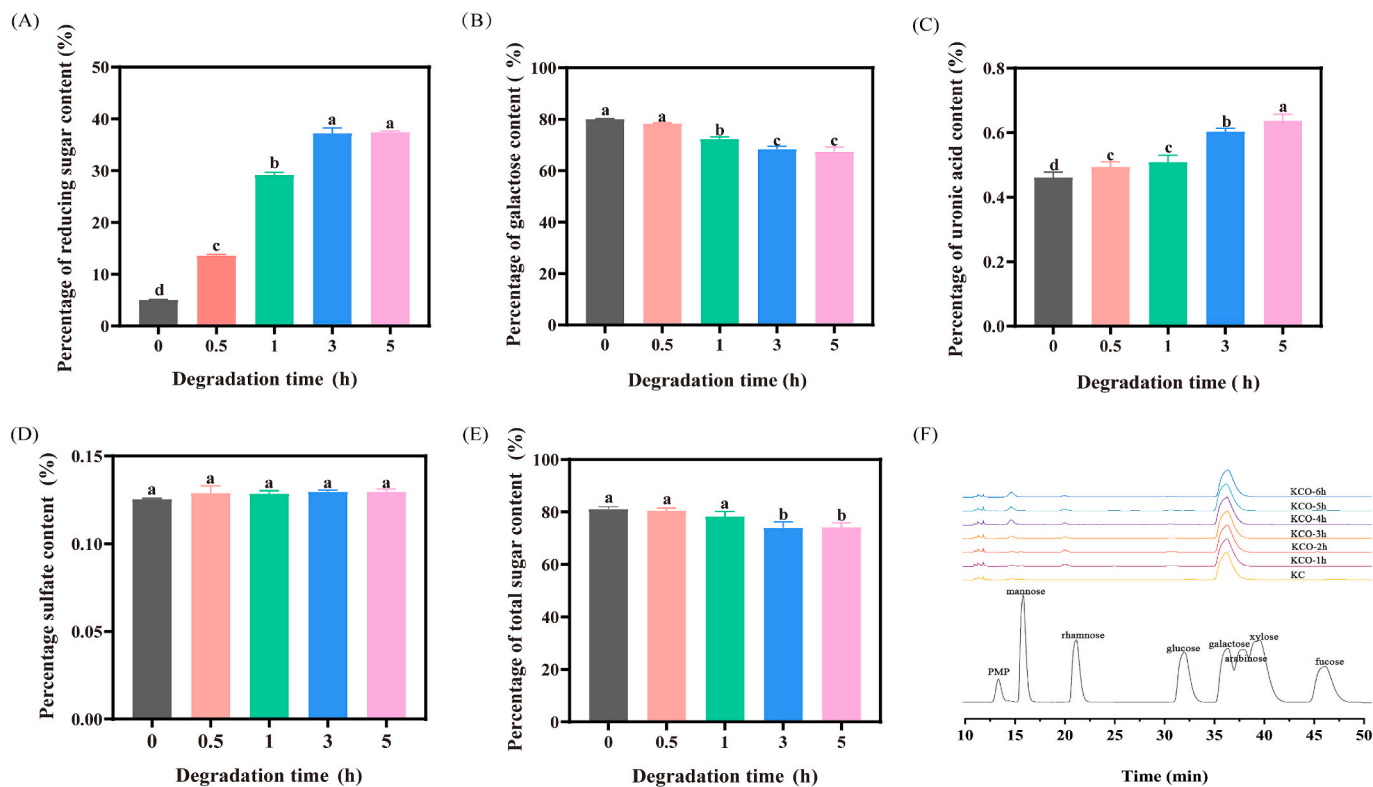 (A)
Percentage of reducing sugar content (%)
50
40
30
20
10
0
d
c
b
a
a
0 0.5 1 3 5
Degradation time (h)
(B)
Percentage of galactose content ( %)
100
80
60
40
20
0
a
a
b
c
c
0 0.5 1 3 5
Degradation time (h)
(C)
Percentage of uronic acid content (%)
0.8
0.6
0.4
0.2
0.0
d
c
c
b
a
0 0.5 1 3 5
Degradation time ( h)
(D)
Percentage sulfate content (%)
0.15
0.10
0.05
0.00
a
a
a
a
a
0 0.5 1 3 5
Degradation time (h)
(E)
Percentage of total sugar content (%)
100
80
60
40
20
0
a
a
a
b
b
0 0.5 1 3 5
Degradation time (h)
(F)
KCO-6h
KCO-5h
KCO-4h
KCO-3h
KCO-2h
KCO-1h
KC
PMP
mannose
rhamnose
glucose
galactose
arabinose
xylose
fucose
10 15 20 25 30 35 40 45 50
Time (min)